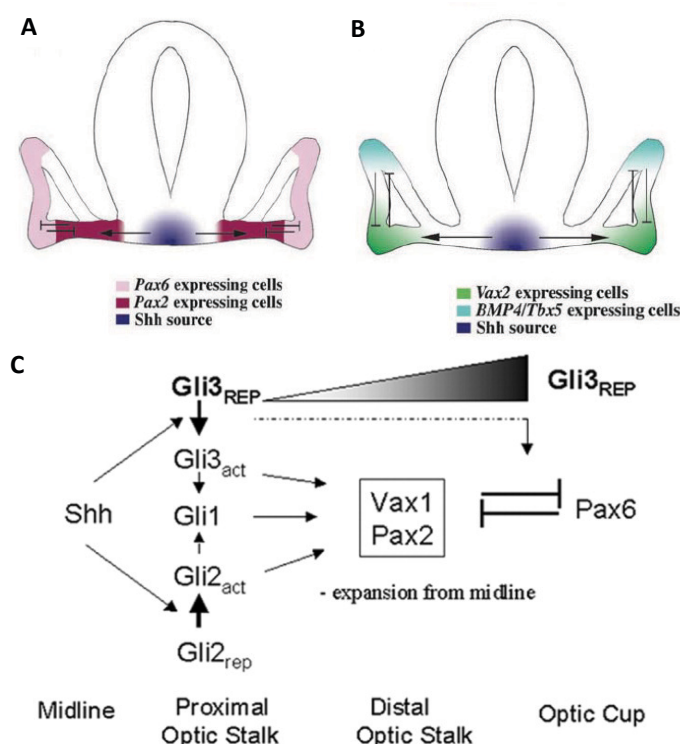 A
B
Pax6 expressing cells
Pax2 expressing cells
Shh source
Vax2 expressing cells
BMP4/Tbx5 expressing cells
Shh source
C
Gli3REP
Gli3REP
Gli3act
Shh
Gli1
Vax1
Pax2
Pax6
Gli2act
- expansion from midline
Gli2rep
Midline
Proximal
Optic Stalk
Distal
Optic Stalk
Optic Cup